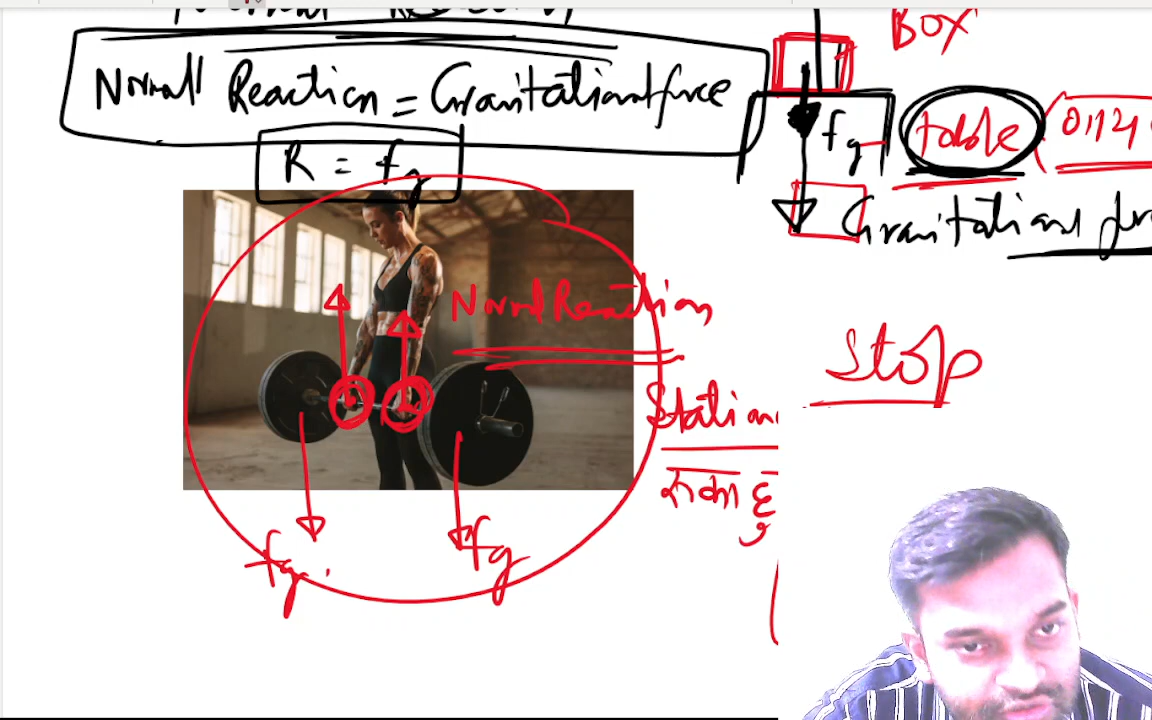 BOX
Normal Reaction = Gravitational force
fg
table
R = fg
Gravitational
Normal Reaction
Stop
रुका हु
fg
fg